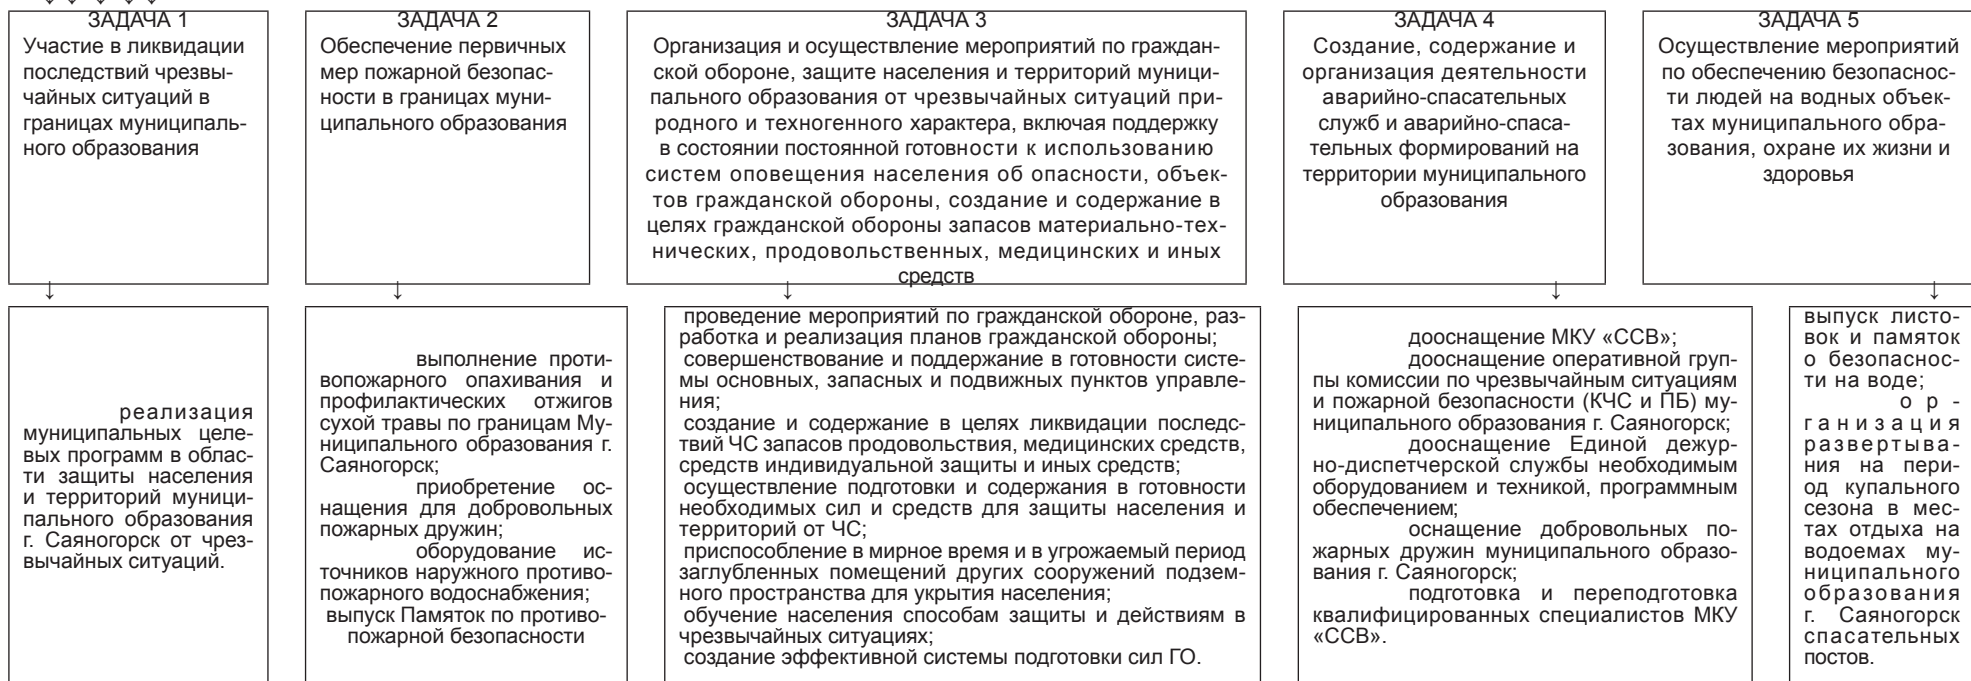 ЗАДАЧА 1
Участие в ликвидации
последствий чрезвы-
чайных ситуаций в
границах муниципаль-
ного образования
ЗАДАЧА 2
Обеспечение первичных
мер пожарной безопас-
ности в границах муни-
ципального образования
ЗАДАЧА 3
Организация и осуществление мероприятий по граждан-
ской обороне, защите населения и территорий муници-
пального образования от чрезвычайных ситуаций при-
родного и техногенного характера, включая поддержку
в состоянии постоянной готовности к использованию
систем оповещения населения об опасности, объек-
тов гражданской обороны, создание и содержание в
целях гражданской обороны запасов материально-тех-
нических, продовольственных, медицинских и иных
средств
ЗАДАЧА 4
Создание, содержание и
организация деятельности
аварийно-спасательных
служб и аварийно-спаса-
тельных формирований на
территории муниципального
образования
ЗАДАЧА 5
Осуществление мероприятий
по обеспечению безопаснос-
ти людей на водных объек-
тах муниципального обра-
зования, охране их жизни и
здоровья
реализация
муниципальных целе-
вых программ в облас-
ти защиты населения
и территорий муници-
пального образования
г. Саяногорск от чрез-
вычайных ситуаций.
выполнение проти-
вопожарного опахивания и
профилактических отжигов
сухой травы по границам Му-
ниципального образования г.
Саяногорск;
приобретение ос-
нащения для добровольных
пожарных дружин;
оборудование ис-
точников наружного противо-
пожарного водоснабжения;
выпуск Памяток по противо-
пожарной безопасности
проведение мероприятий по гражданской обороне, раз-
работка и реализация планов гражданской обороны;
совершенствование и поддержание в готовности систе-
мы основных, запасных и подвижных пунктов управле-
ния;
создание и содержание в целях ликвидации последс-
твий ЧС запасов продовольствия, медицинских средств,
средств индивидуальной защиты и иных средств;
осуществление подготовки и содержания в готовности
необходимых сил и средств для защиты населения и
территорий от ЧС;
приспособление в мирное время и в угрожаемый период
заглубленных помещений других сооружений подзем-
ного пространства для укрытия населения;
обучение населения способам защиты и действиям в
чрезвычайных ситуациях;
создание эффективной системы подготовки сил ГО.
дооснащение МКУ «ССВ»;
дооснащение оперативной груп-
пы комиссии по чрезвычайным ситуациям
и пожарной безопасности (КЧС и ПБ) му-
ниципального образования г. Саяногорск;
дооснащение Единой дежур-
но-диспетчерской службы необходимым
оборудованием и техникой, программным
обеспечением;
оснащение добровольных по-
жарных дружин муниципального образо-
вания г. Саяногорск;
подготовка и переподготовка
квалифицированных специалистов МКУ
«ССВ».
выпуск листо-
вок и памяток
о безопаснос-
ти на воде;
ор-
ганизация
развертыва-
ния на пери-
од купального
сезона в мес-
тах отдыха на
водоемах му-
ниципального
образования
г. Саяногорск
спасательных
постов.